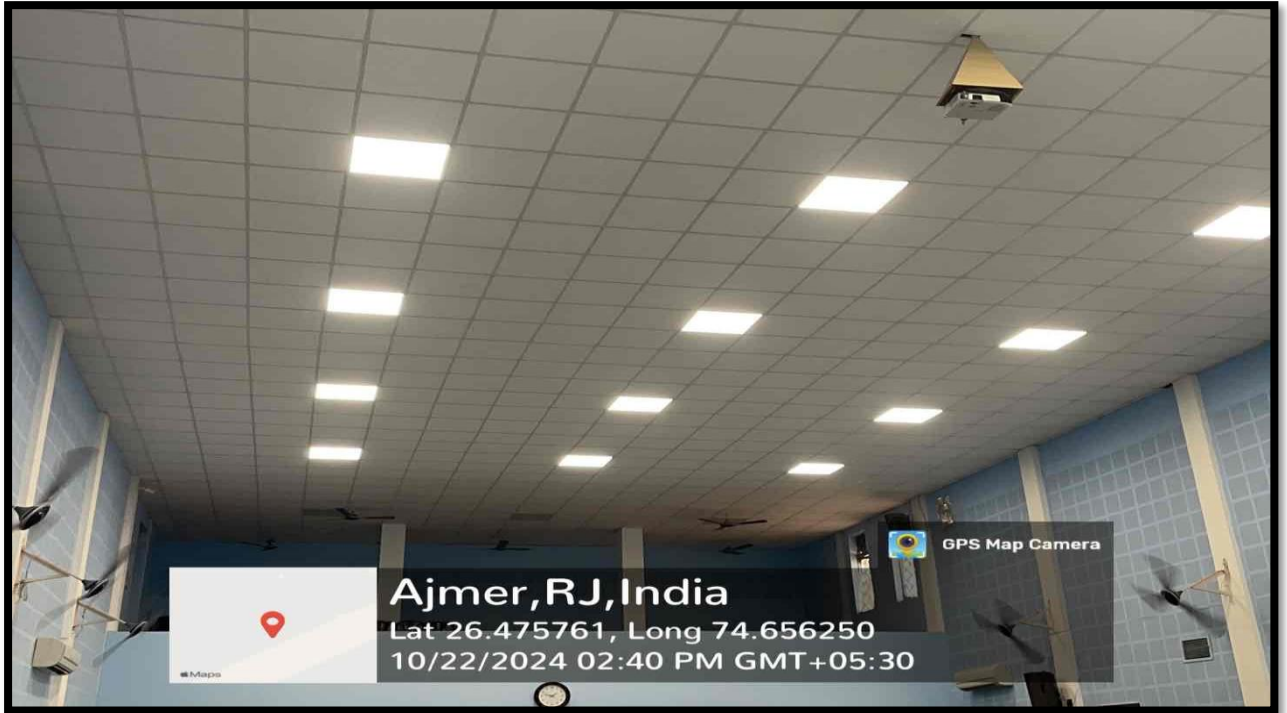 GPS Map Camera
Ajmer,RJ,India
Lat 26.475761, Long 74.656250
10/22/2024 02:40 PM GMT+05:30
Maps